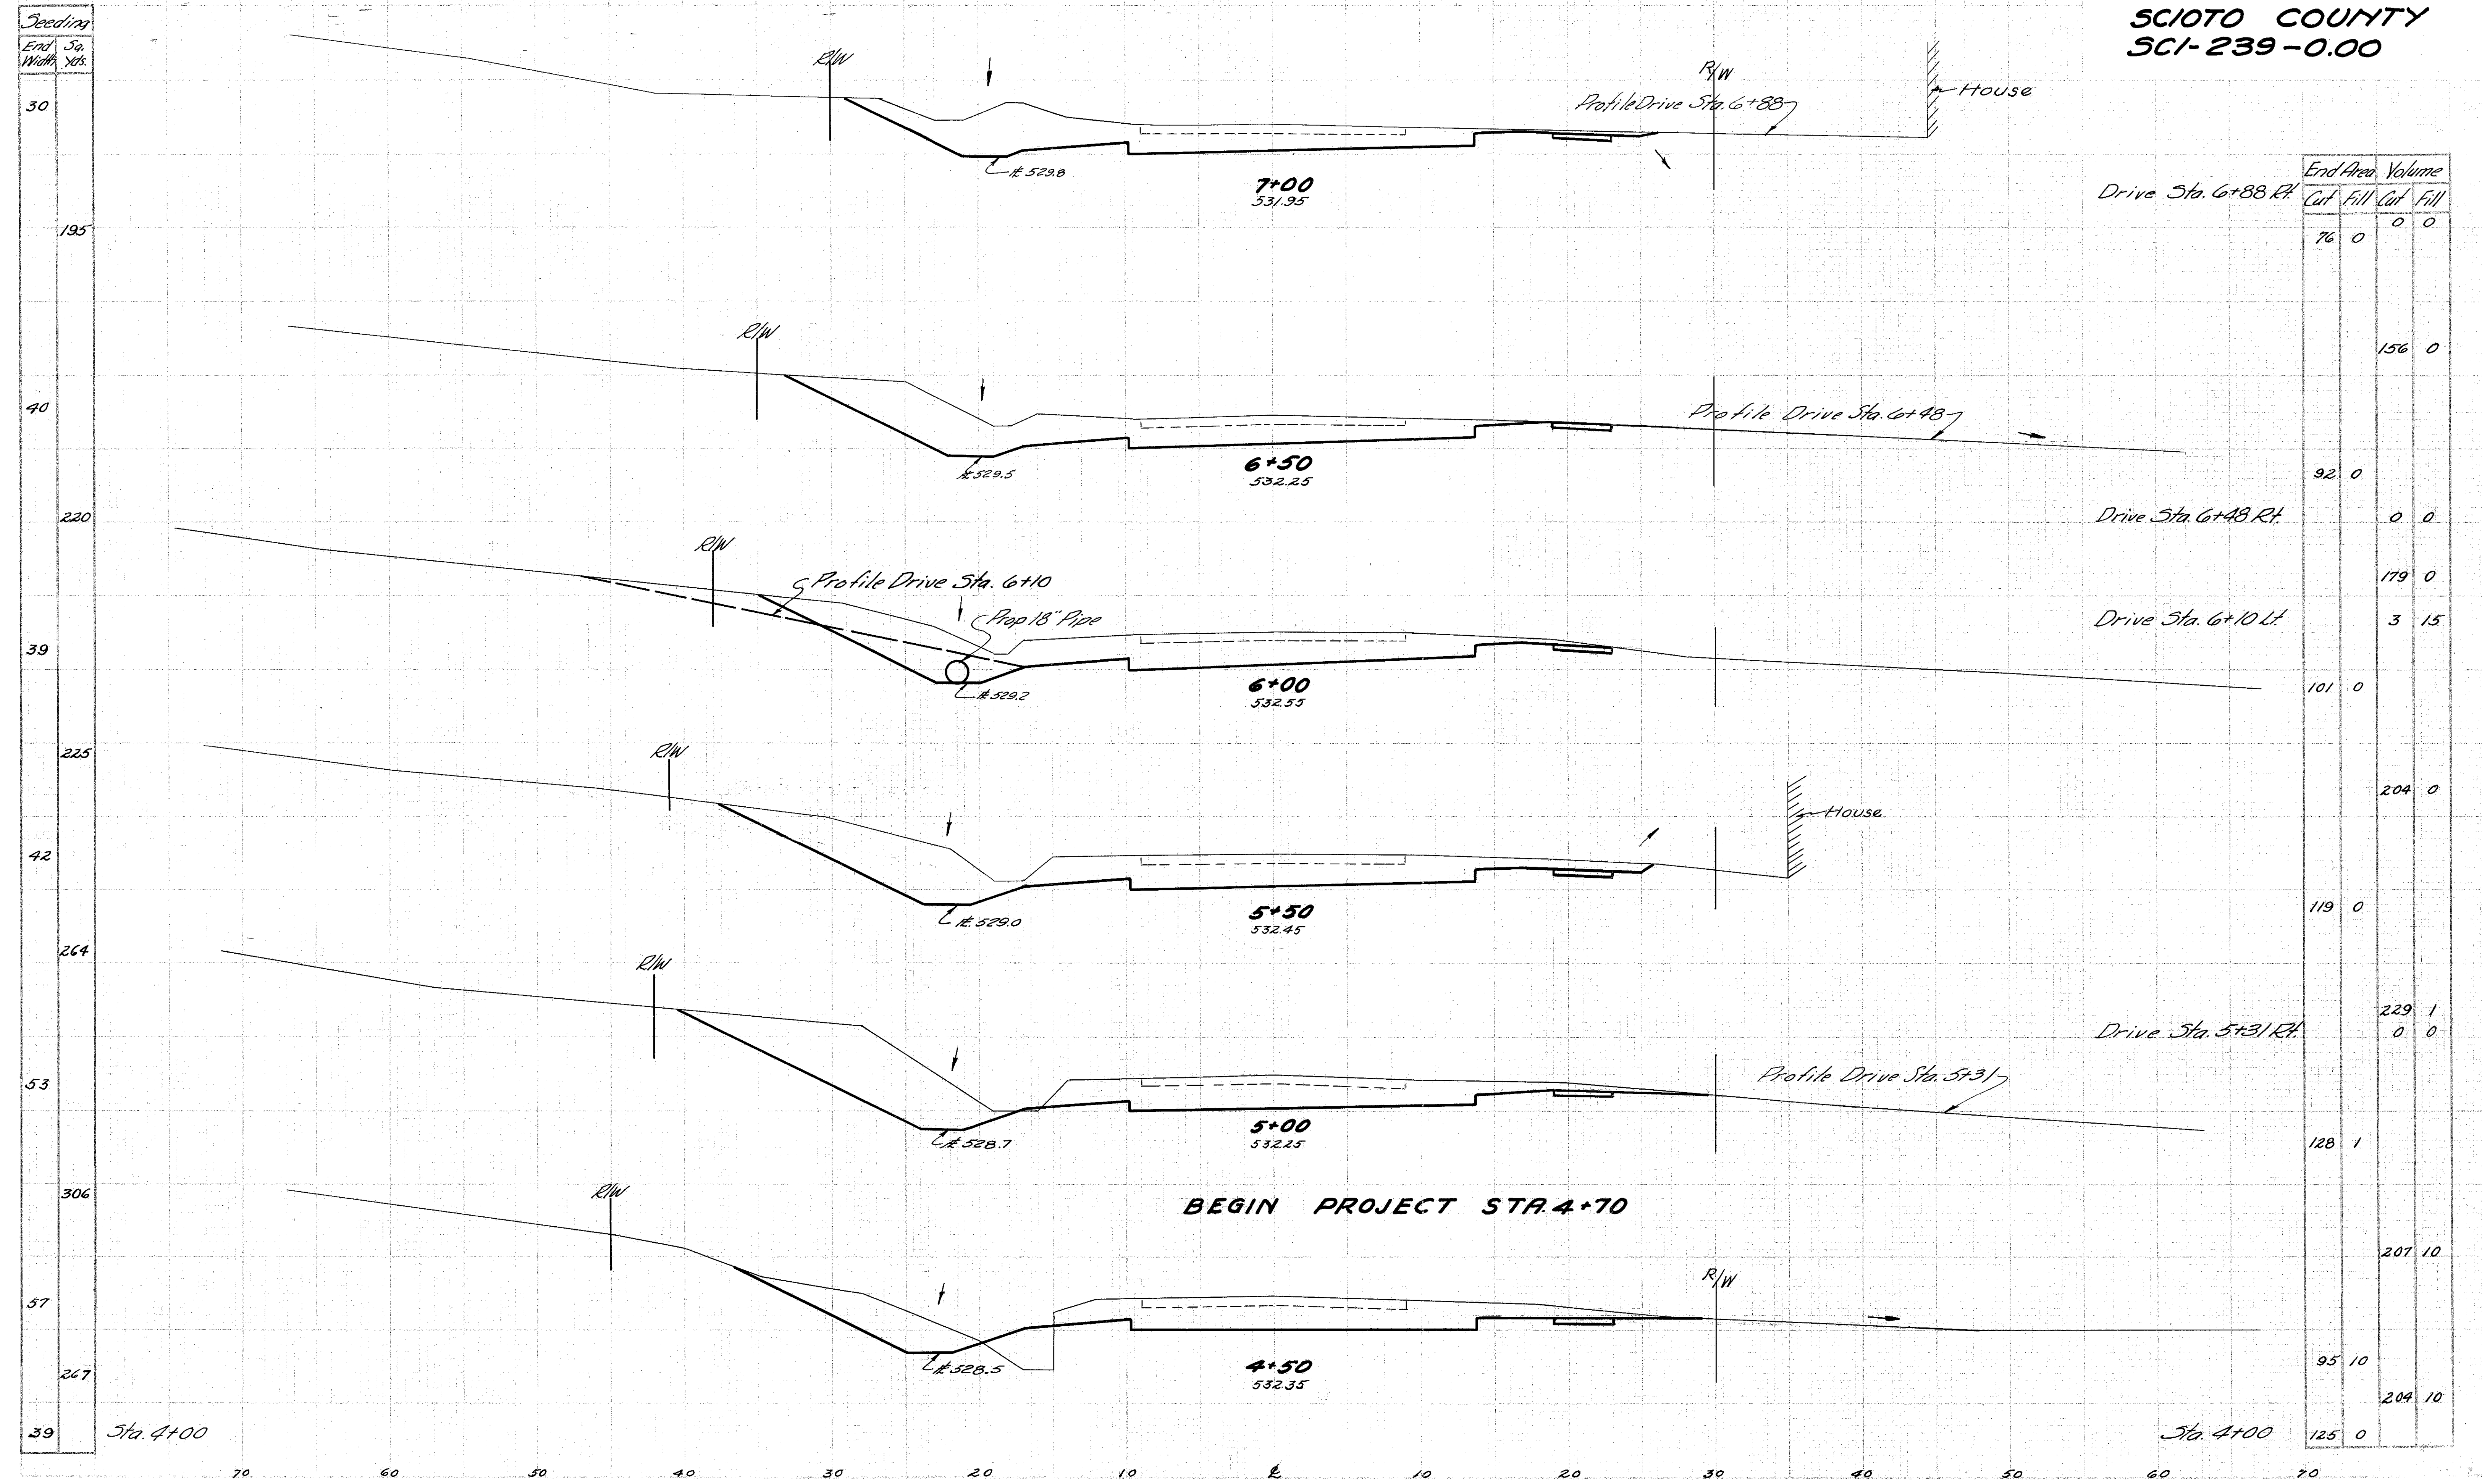 SCIOTO COUNTY
SCI-239-0.00
Seeding
End Width
Sq. Yds.
30
195
40
220
39
225
42
264
53
306
57
267
39
R/W
R/W
Profile Drive Sta. 6+88
House
529.8
7+00
531.95
Drive Sta. 6+88 Rt.
End Area
Volume
Cut
Fill
Cut
Fill
0 0
76 0
156 0
R/W
Profile Drive Sta. 6+48
529.5
6+50
532.25
92 0
Drive Sta. 6+48 Rt.
0 0
179 0
R/W
Profile Drive Sta. 6+10
Prop 18" Pipe
Drive Sta. 6+10 Lt.
3 15
529.2
6+00
532.55
101 0
204 0
R/W
House
529.0
5+50
532.45
119 0
229 1
Drive Sta. 5+31 Rt.
0 0
R/W
Profile Drive Sta. 5+31
528.7
5+00
532.25
128 1
BEGIN PROJECT STA. 4+70
207 10
R/W
R/W
528.5
4+50
532.35
95 10
204 10
Sta. 4+00
Sta. 4+00
125 0
70 60 50 40 30 20 10 ℄ 10 20 30 40 50 60 70